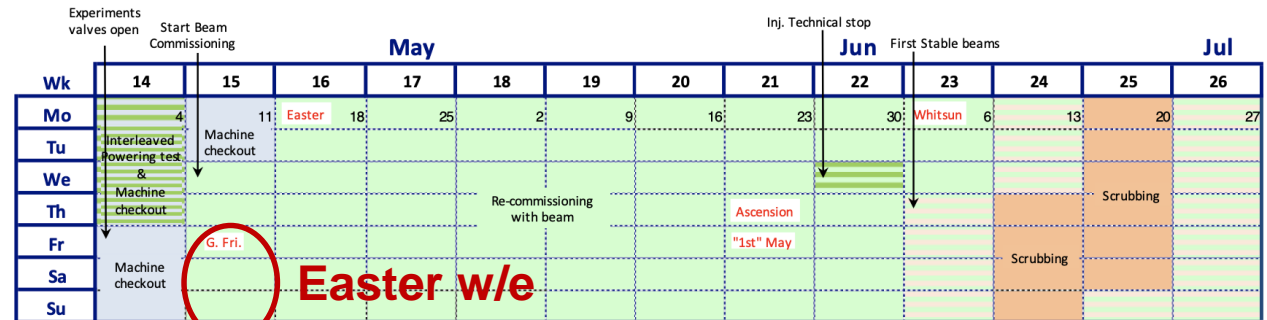 Experiments
valves open
Start Beam
Commissioning
Inj. Technical stop
First Stable beams
May
Jun
Jul
Wk 14 15 16 17 18 19 20 21 22 23 24 25 26
Mo 4 11 Easter 18 25 2 9 16 23 30 Whitsun 6 13 20 27
Tu
We
Th
Fr
Sa
Su
Interleaved
Powering test
&
Machine
checkout
Machine
checkout
Machine
checkout
G. Fri.
Easter w/e
Re-commissioning
with beam
Ascension
"1st" May
Scrubbing
Scrubbing